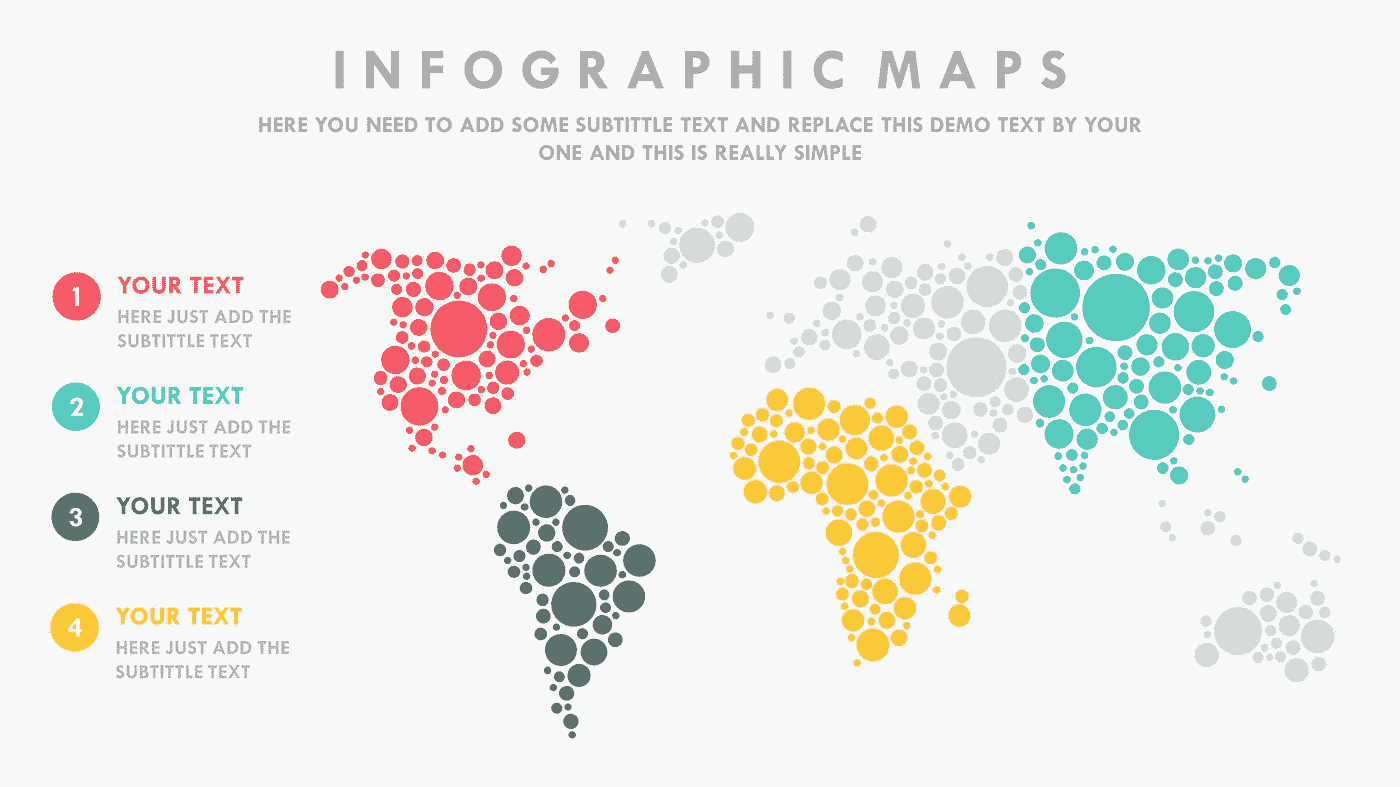 INFOGRAPHIC MAPS
HERE YOU NEED TO ADD SOME SUBTITTLE TEXT AND REPLACE THIS DEMO TEXT BY YOUR
ONE AND THIS IS REALLY SIMPLE
1
YOUR TEXT
HERE JUST ADD THE
SUBTITTLE TEXT
2
YOUR TEXT
HERE JUST ADD THE
SUBTITTLE TEXT
3
YOUR TEXT
HERE JUST ADD THE
SUBTITTLE TEXT
4
YOUR TEXT
HERE JUST ADD THE
SUBTITTLE TEXT